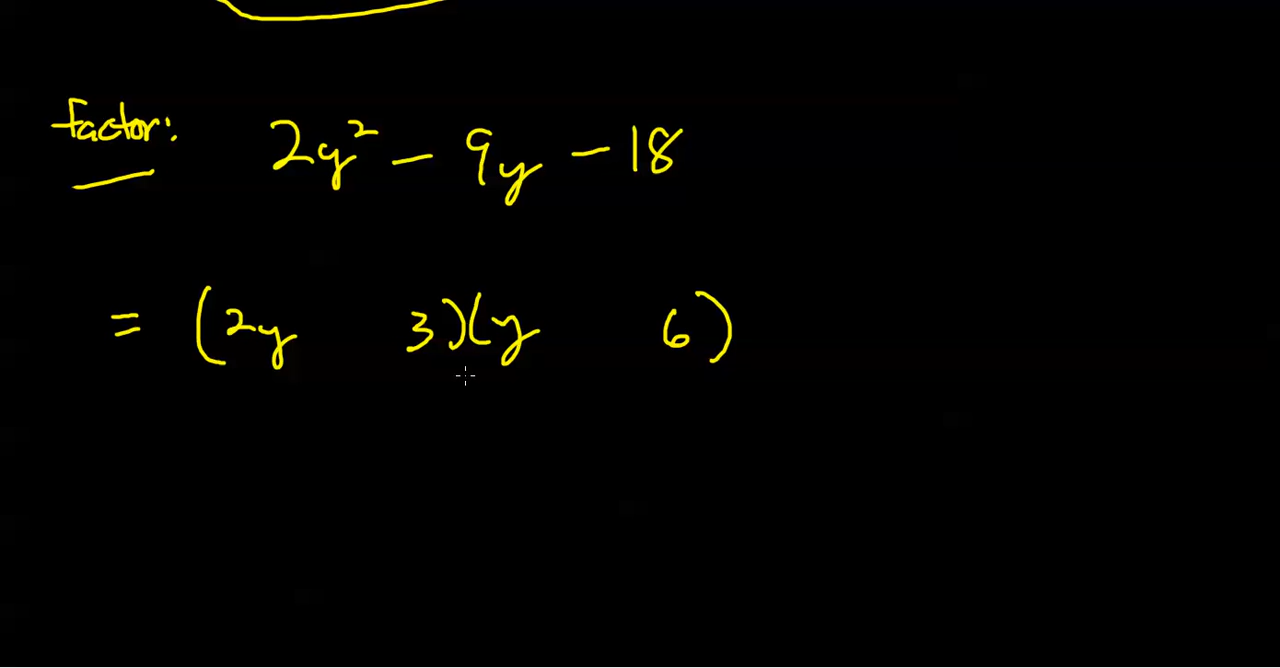 factor: 2y² - 9y - 18
= (2y 3)(y 6)